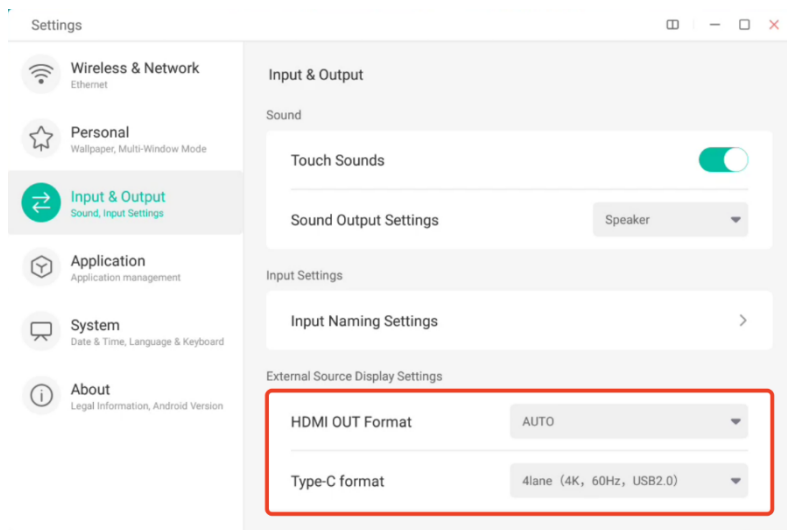 Settings
Wireless & Network
Ethernet
Personal
Wallpaper, Multi-Window Mode
Input & Output
Sound, Input Settings
Application
Application management
System
Date & Time, Language & Keyboard
About
Legal Information, Android Version
Input & Output
Sound
Touch Sounds
Sound Output Settings
Speaker
Input Settings
Input Naming Settings
External Source Display Settings
HDMI OUT Format
AUTO
Type-C format
4lane（4K，60Hz，USB2.0）